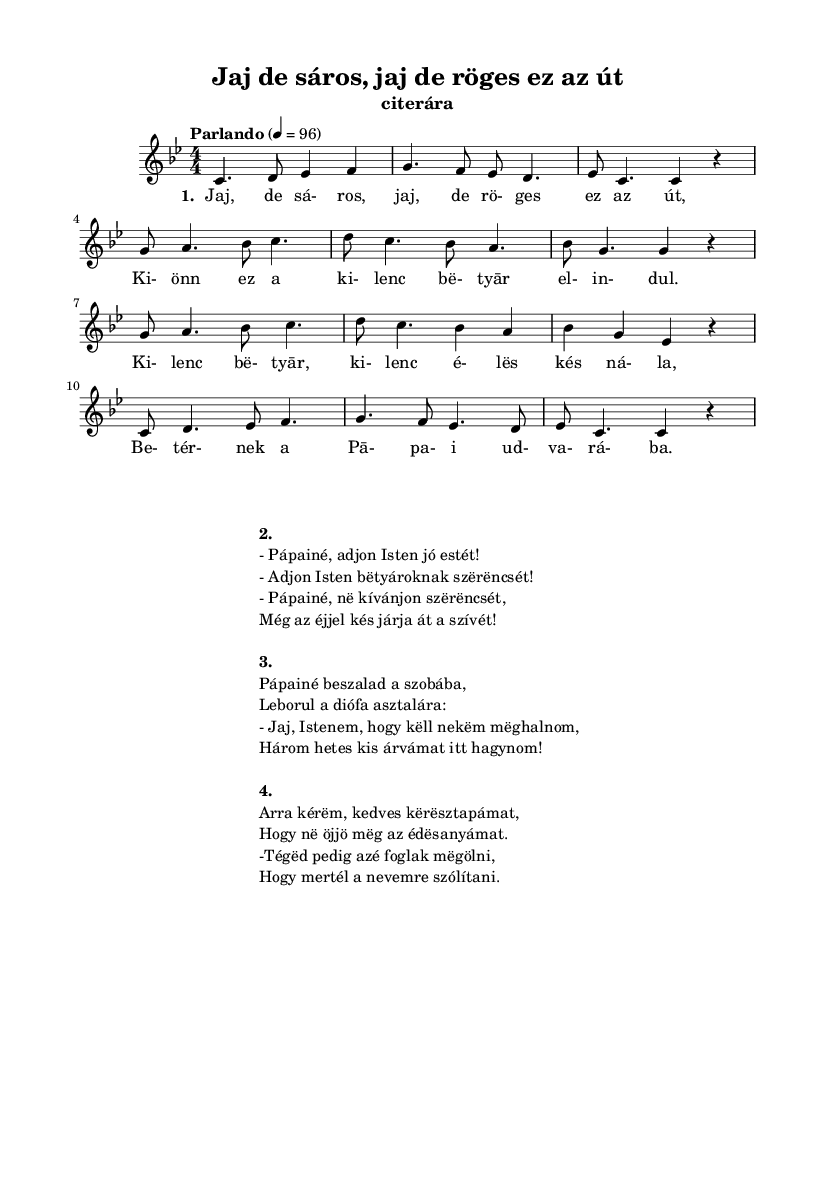 Jaj de sáros, jaj de röges ez az út
citerára
Parlando (♩ = 96)
1. Jaj, de sá- ros, jaj, de rö- ges ez az út,
4
Ki- önn ez a ki- lenc bë- tyār el- in- dul.
7
Ki- lenc bë- tyār, ki- lenc é- lës kés ná- la,
10
Be- tér- nek a Pā- pa- i ud- va- rá- ba.
2.
- Pápainé, adjon Isten jó estét!
- Adjon Isten bëtyároknak szërëncsét!
- Pápainé, në kívánjon szërëncsét,
Még az éjjel kés járja át a szívét!
3.
Pápainé beszalad a szobába,
Leborul a diófa asztalára:
- Jaj, Istenem, hogy këll nekëm mëghalnom,
Három hetes kis árvámat itt hagynom!
4.
Arra kérëm, kedves kërësztapámat,
Hogy në öjjö mëg az édësanyámat.
-Tégëd pedig azé foglak mëgölni,
Hogy mertél a nevemre szólítani.